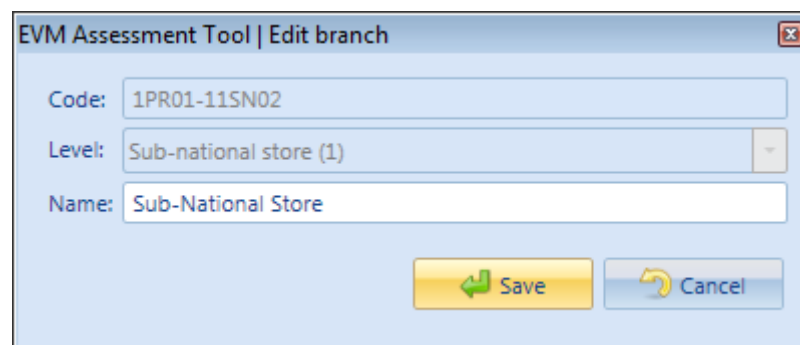 EVM Assessment Tool | Edit branch
Code: 1PR01-11SN02
Level: Sub-national store (1)
Name: Sub-National Store
Save Cancel